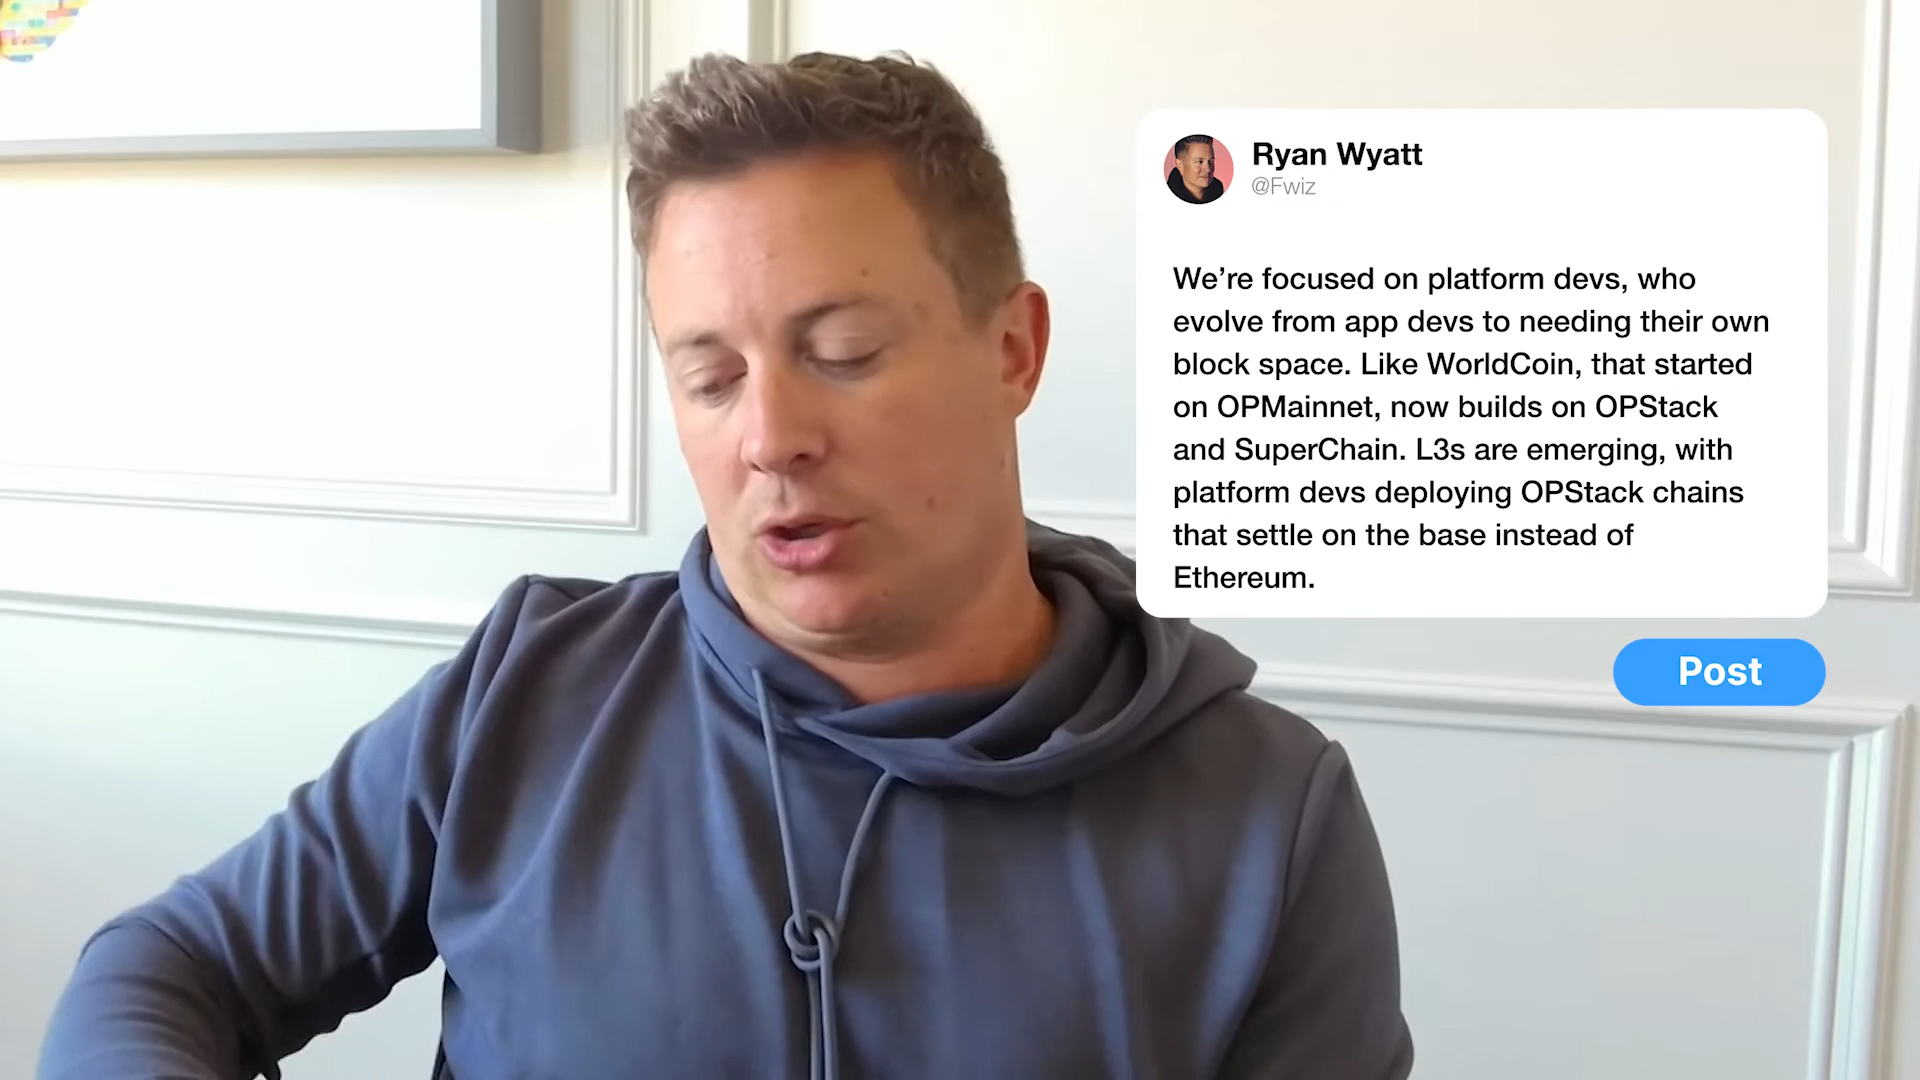 Ryan Wyatt
@Fwiz
We’re focused on platform devs, who
evolve from app devs to needing their own
block space. Like WorldCoin, that started
on OPMainnet, now builds on OPStack
and SuperChain. L3s are emerging, with
platform devs deploying OPStack chains
that settle on the base instead of
Ethereum.
Post